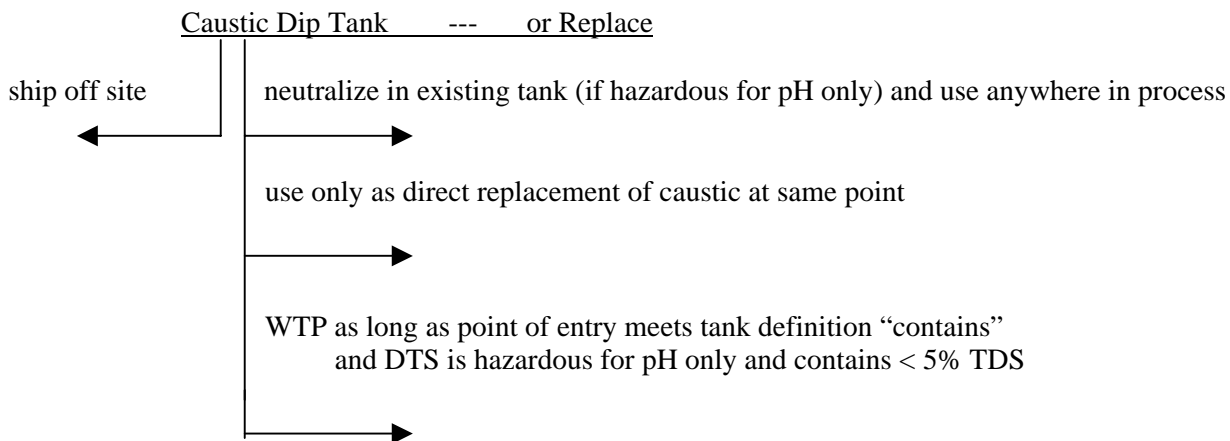 Caustic Dip Tank --- or Replace
ship off site
neutralize in existing tank (if hazardous for pH only) and use anywhere in process
use only as direct replacement of caustic at same point
WTP as long as point of entry meets tank definition “contains”
and DTS is hazardous for pH only and contains < 5% TDS